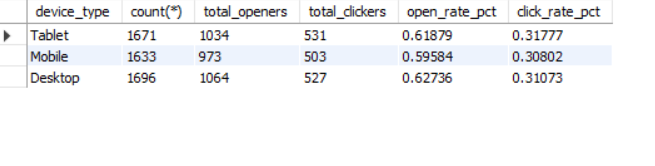 device_type count(*) total_openers total_clickers open_rate_pct click_rate_pct
Tablet 1671 1034 531 0.61879 0.31777
Mobile 1633 973 503 0.59584 0.30802
Desktop 1696 1064 527 0.62736 0.31073